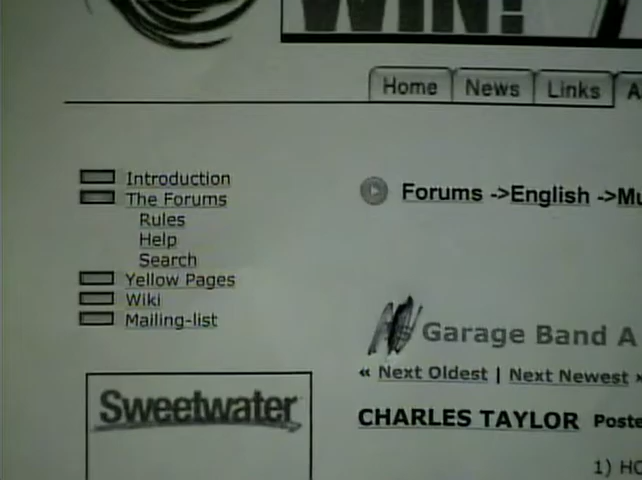 WIN!
Home News Links A
Introduction
The Forums
Rules
Help
Search
Yellow Pages
Wiki
Mailing-list
Forums ->English ->Mu
Garage Band A
« Next Oldest | Next Newest »
CHARLES TAYLOR Poste
1) HO
Sweetwater